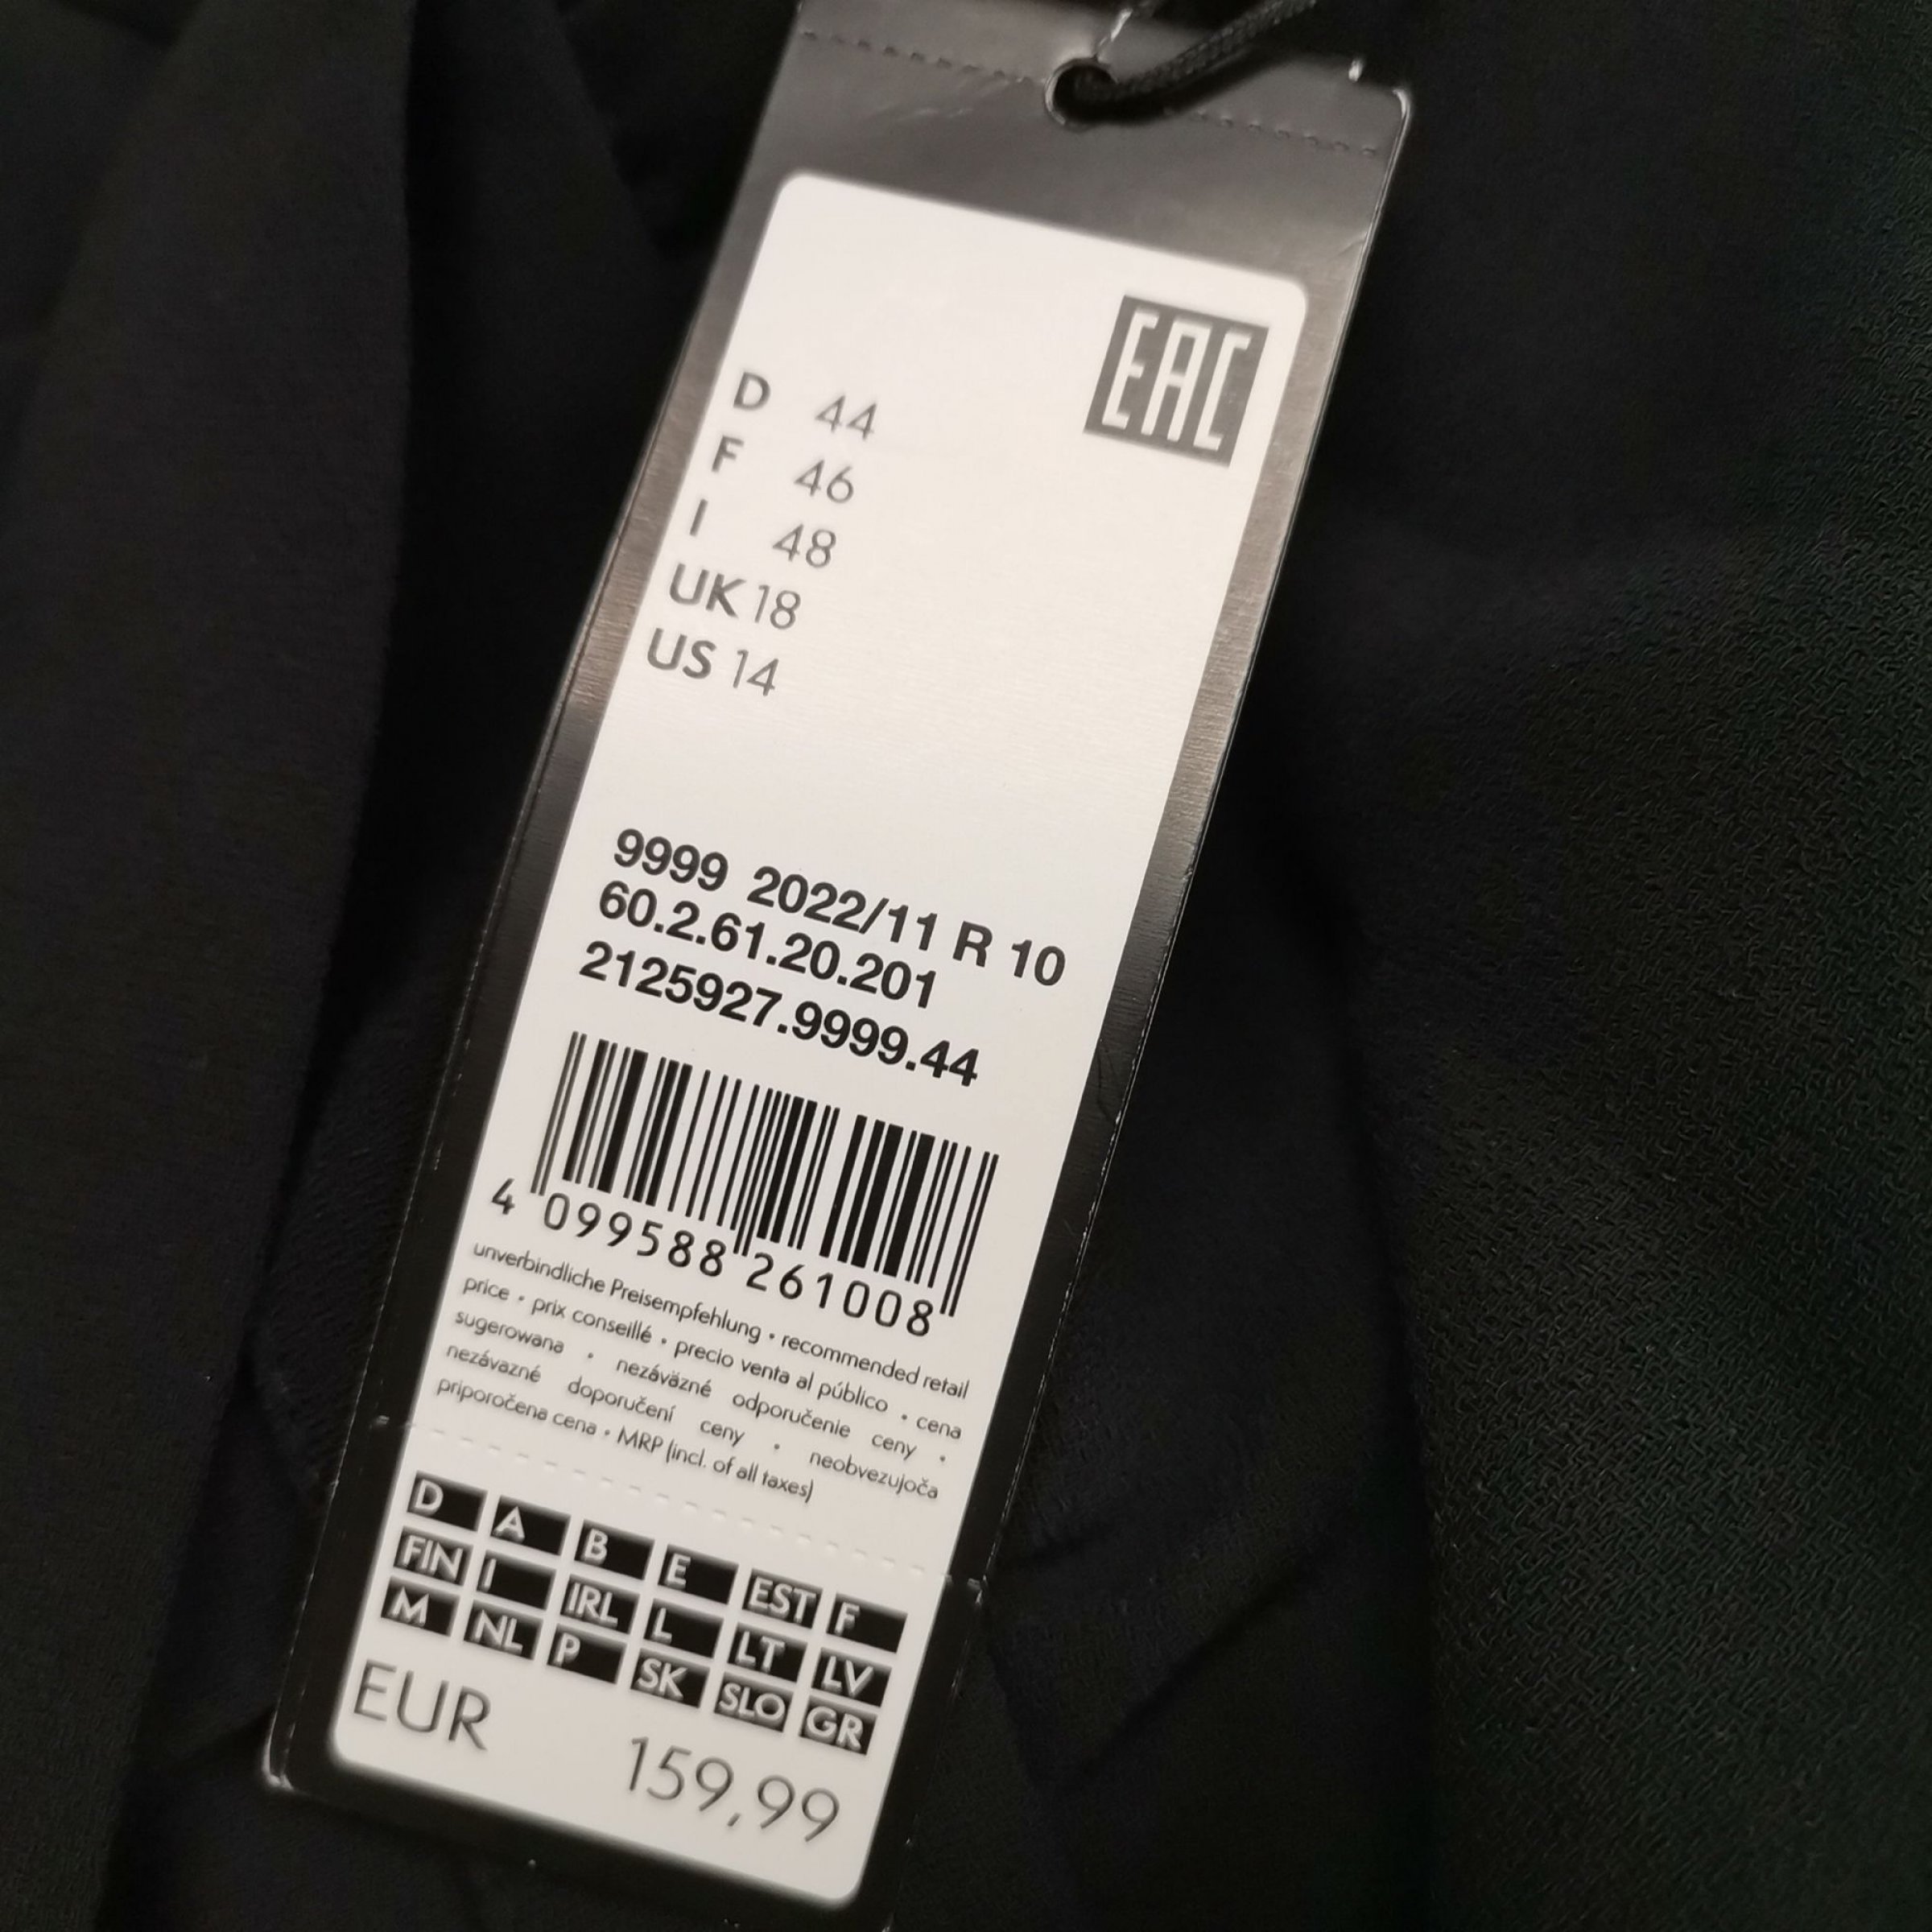 EAC
D 44
F 46
I 48
UK 18
US 14
9999 2022/11 R 10
60.2.61.20.201
2125927.9999.44
4 099588 261008
unverbindliche Preisempfehlung • recommended retail
price • prix conseillé • precio venta al público • cena
sugerowana • nezáväzné odporučenie ceny •
nezávazné doporučení ceny • neobvezujoča
priporočena cena • MRP (incl. of all taxes)
D A B E EST F
FIN I IRL L LT LV
M NL P SK SLO GR
EUR 159,99